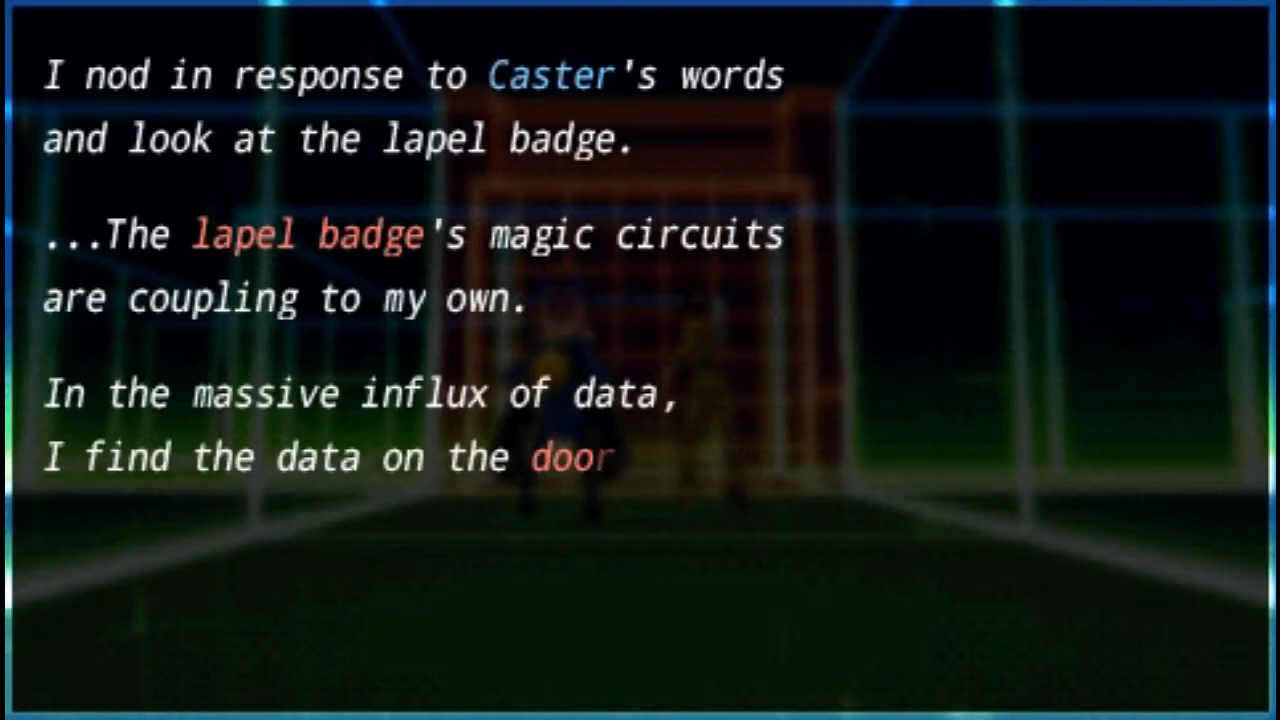 I nod in response to Caster's words
and look at the lapel badge.
...The lapel badge's magic circuits
are coupling to my own.
In the massive influx of data,
I find the data on the door